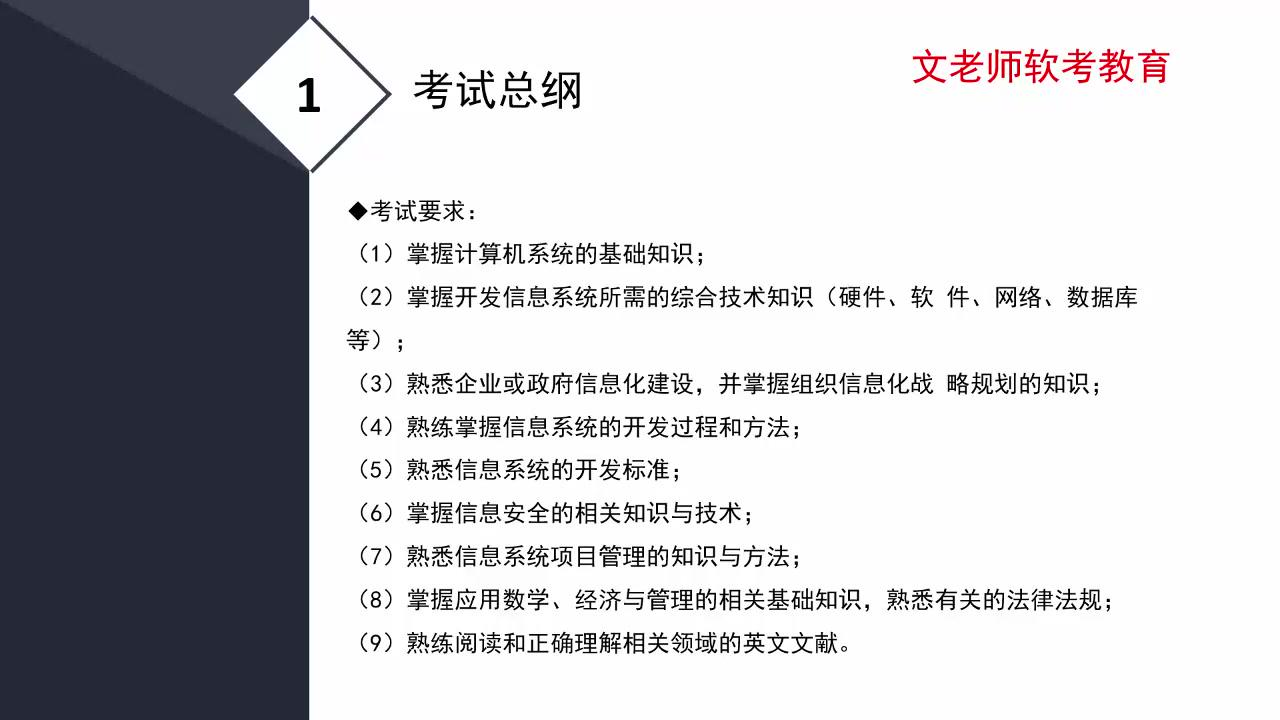 1
考试总纲
文老师软考教育
◆考试要求：
（1）掌握计算机系统的基础知识；
（2）掌握开发信息系统所需的综合技术知识（硬件、软 件、网络、数据库
等）；
（3）熟悉企业或政府信息化建设，并掌握组织信息化战 略规划的知识；
（4）熟练掌握信息系统的开发过程和方法；
（5）熟悉信息系统的开发标准；
（6）掌握信息安全的相关知识与技术；
（7）熟悉信息系统项目管理的知识与方法；
（8）掌握应用数学、经济与管理的相关基础知识，熟悉有关的法律法规；
（9）熟练阅读和正确理解相关领域的英文文献。